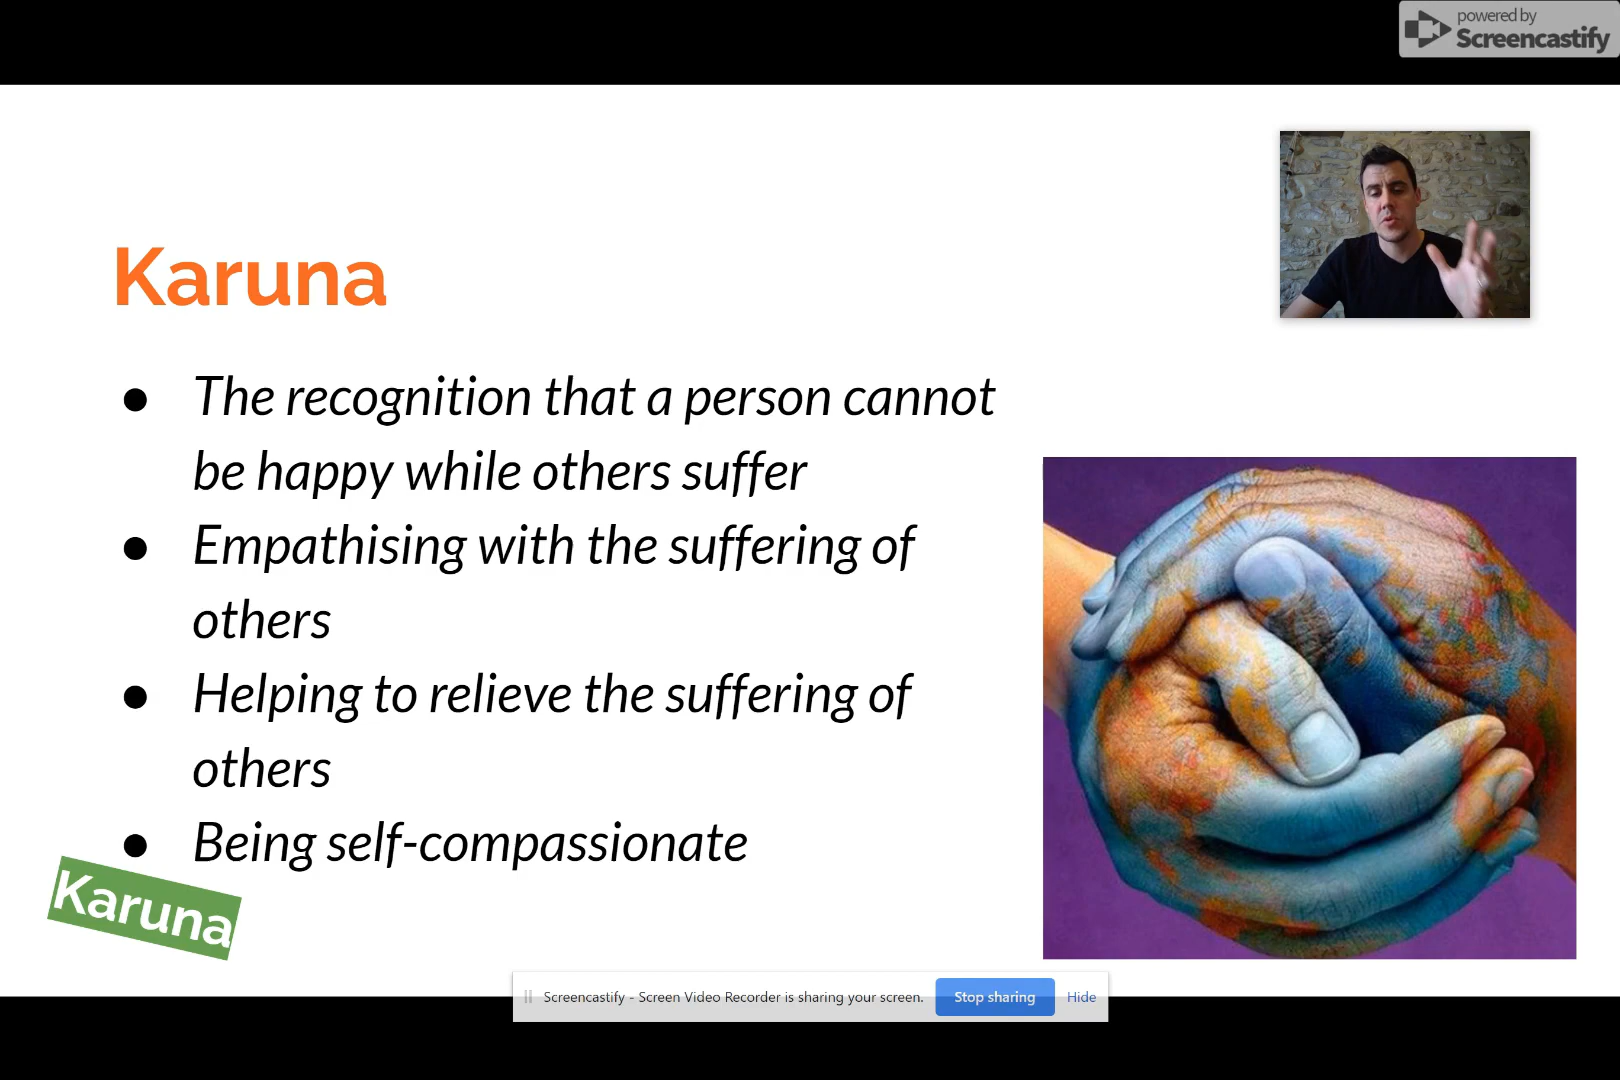 powered by
Screencastify
Karuna
● The recognition that a person cannot
be happy while others suffer
● Empathising with the suffering of
others
● Helping to relieve the suffering of
others
● Being self-compassionate
Karuna
Screencastify - Screen Video Recorder is sharing your screen. Stop sharing Hide